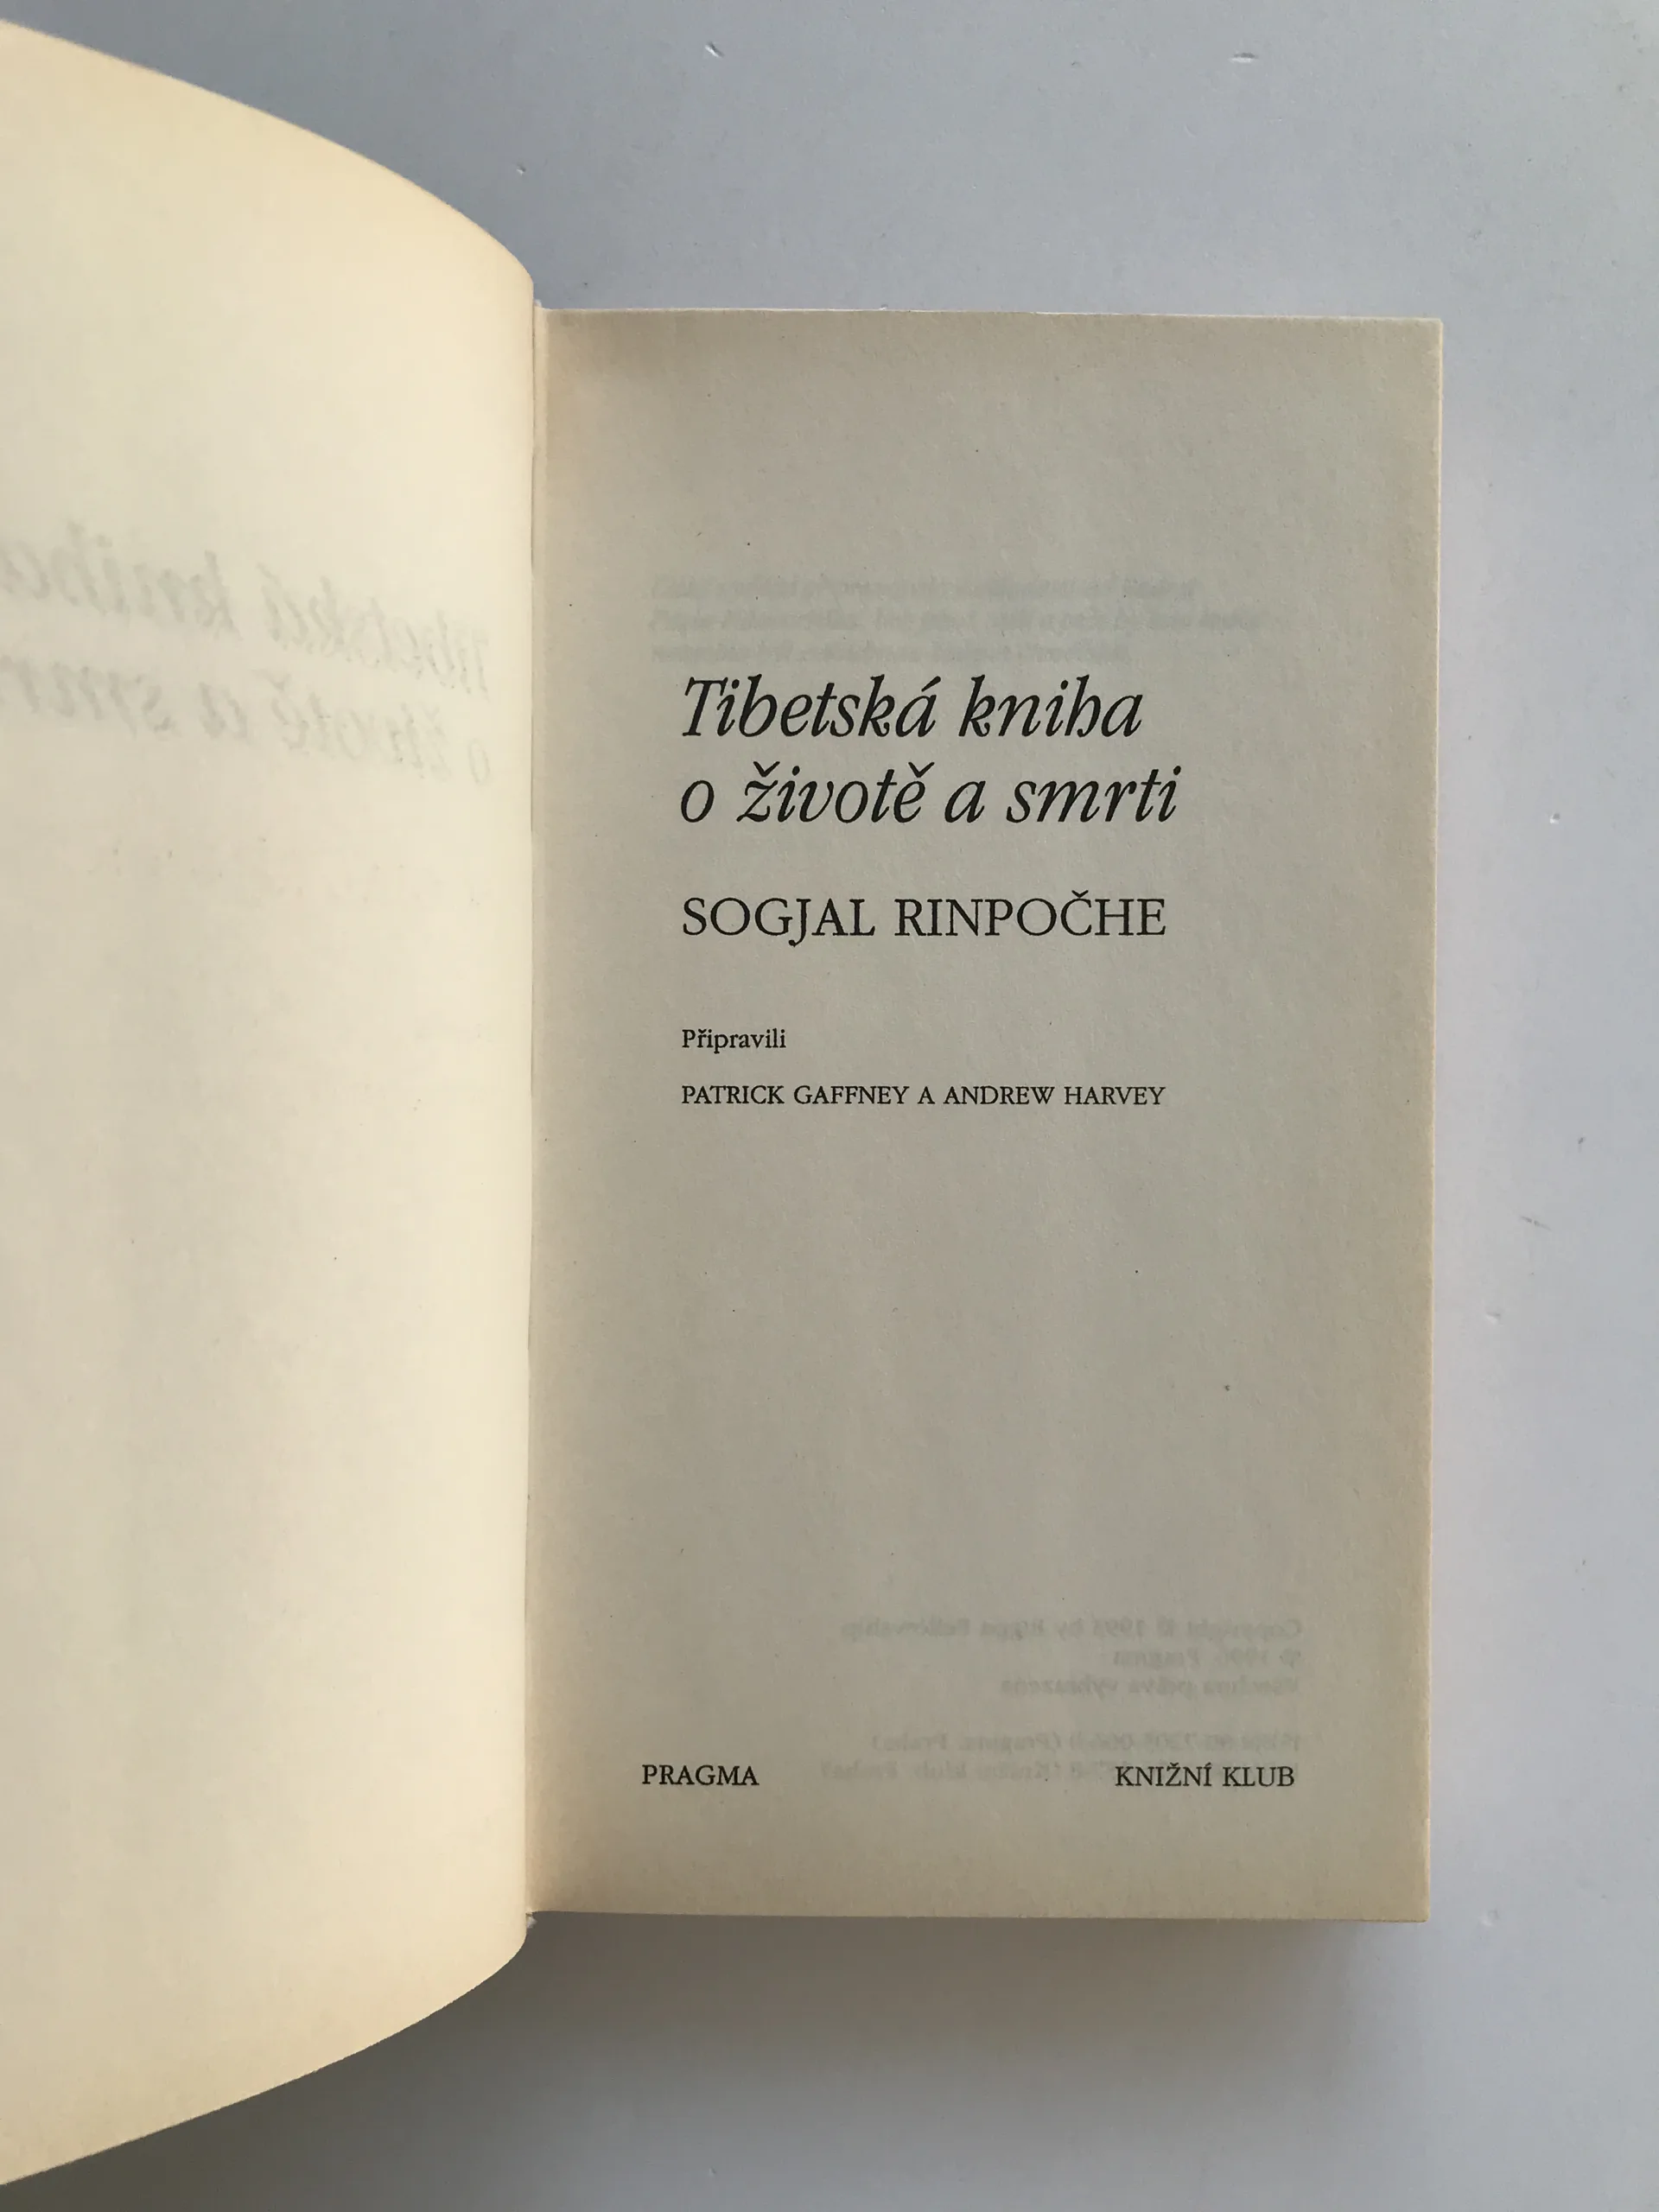 Tibetská kniha
o životě a smrti
SOGJAL RINPOČHE
Připravili
PATRICK GAFFNEY A ANDREW HARVEY
PRAGMA
KNIŽNÍ KLUB